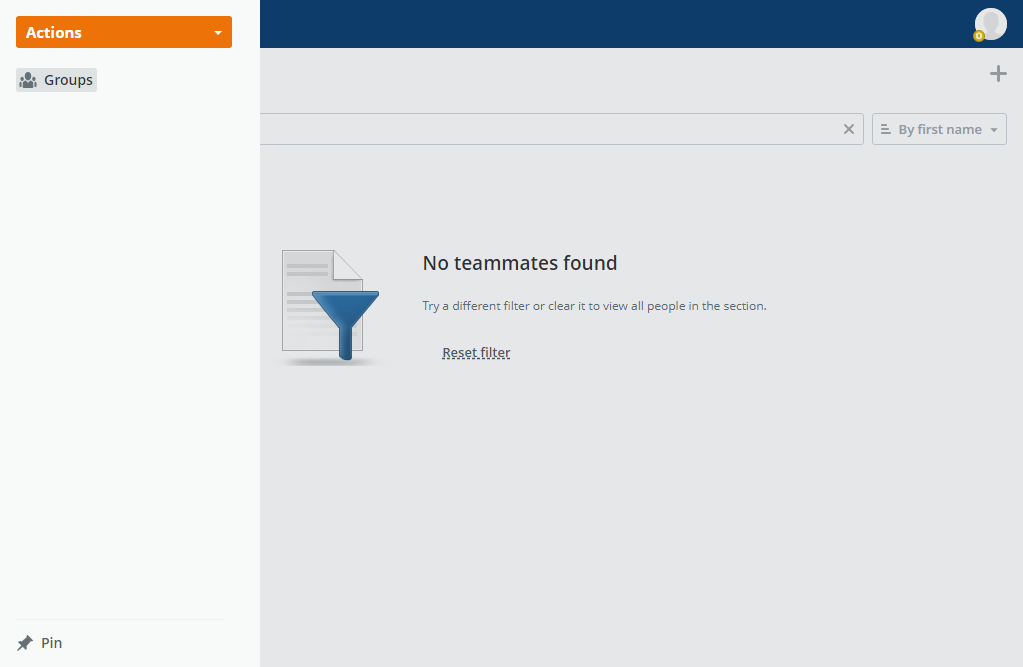 Actions
Groups
By first name
No teammates found
Try a different filter or clear it to view all people in the section.
Reset filter
Pin